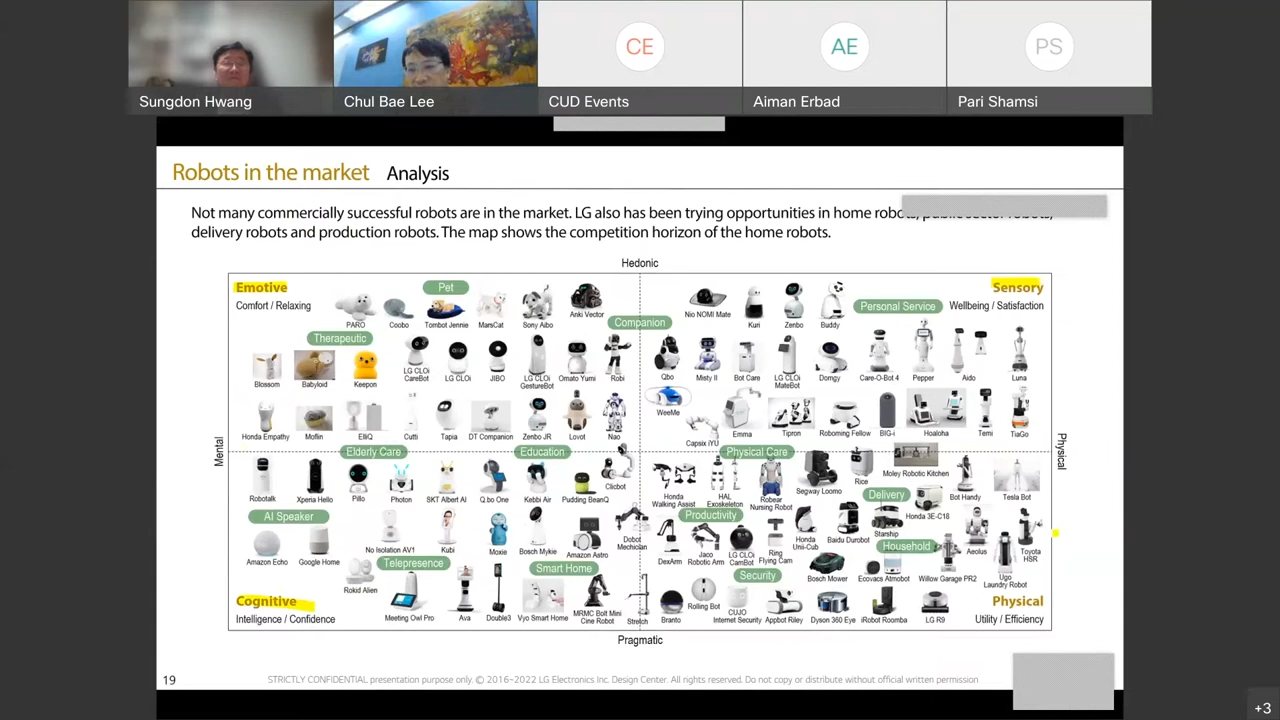 CE
AE
PS
Sungdon Hwang
Chul Bae Lee
CUD Events
Aiman Erbad
Pari Shamsi
Robots in the market Analysis
Not many commercially successful robots are in the market. LG also has been trying opportunities in home robots, public sector robots,
delivery robots and production robots. The map shows the competition horizon of the home robots.
Hedonic
Emotive
Comfort / Relaxing
Pet
Sensory
Wellbeing / Satisfaction
Personal Service
PARO Coobo Tombot Jennie MarsCat Sony Aibo Anki Vector
Nio NOMI Mate Kuri Zenbo Buddy
Companion
Therapeutic
Blossom Babyloid Keepon LG CLOi CareBot LG CLOi JIBO LG CLOi GestureBot Omato Yumi Robi
Qbo Misty II Bot Care LG CLOi MateBot Domgy Care-O-Bot 4 Pepper Aido Luna
WeeMe
Honda Empathy Moflin ElliQ Cutti Tapia DT Companion Zenbo JR Lovot Nao
Capsix iYU Emma Tipron Roboming Fellow BIG-i Hoaloha Temi TiaGo
Mental
Physical
Elderly Care
Education
Physical Care
Robotalk Xperia Hello Pillo Photon SKT Albert AI Q.bo One Kebbi Air Pudding BeanQ Clicbot
Honda Walking Assist HAL Exoskeleton Robear Nursing Robot Segway Loomo Rice Moley Robotic Kitchen Bot Handy Tesla Bot
Delivery
Honda 3E-C18
AI Speaker
Productivity
Amazon Echo Google Home No Isolation AV1 Kubi Moxie Bosch Mykie Amazon Astro Dobot Mechician
DexArm Jaco Robotic Arm LG CLOi CamBot Ring Flying Cam Honda Uni-Cub Baidu Durobot Starship Aeolus Toyota HSR
Household
Telepresence
Smart Home
Security
Bosch Mower Ecovacs Atmobot Willow Garage PR2 Ugo Laundry Robot
Rokid Alien Meeting Owl Pro Ava Double3 Vyo Smart Home MRMC Bolt Mini Cine Robot Stretch
Branto Rolling Bot CUJO Internet Security Appbot Riley Dyson 360 Eye iRobot Roomba LG R9
Cognitive
Intelligence / Confidence
Physical
Utility / Efficiency
Pragmatic
19
STRICTLY CONFIDENTIAL presentation purpose only. © 2016~2022 LG Electronics Inc. Design Center. All rights reserved. Do not copy or distribute without official written permission
+3